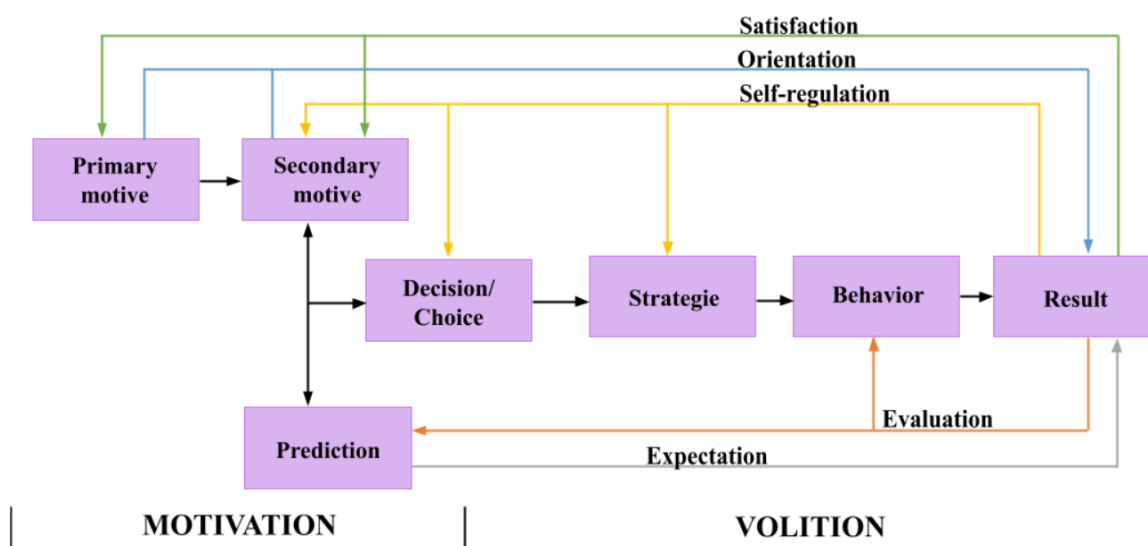 Satisfaction
Orientation
Self-regulation
Primary
motive
Secondary
motive
Decision/
Choice
Strategie
Behavior
Result
Prediction
Evaluation
Expectation
MOTIVATION
VOLITION